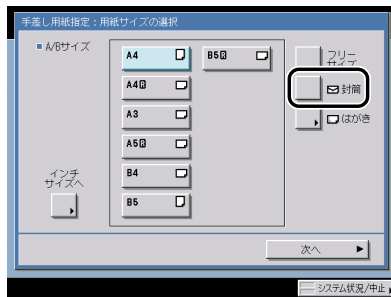 手差し用紙指定：用紙サイズの選択
A/Bサイズ
A4
B5R
フリー
サイズ
A4R
封筒
A3
はがき
A5R
インチ
サイズへ
B4
B5
次へ
システム状況/中止